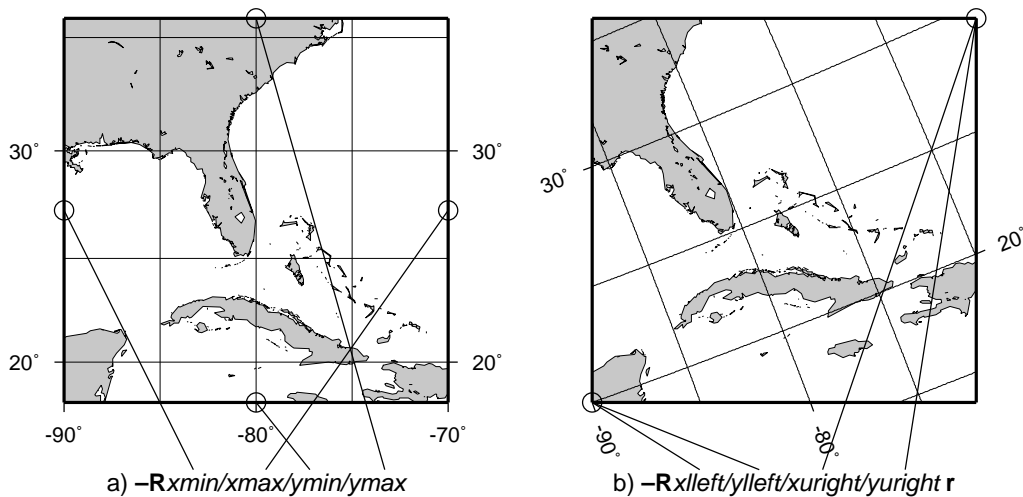 30˚ 30˚
20˚ 20˚
-90˚ -80˚ -70˚
a) –Rxmin/xmax/ymin/ymax
30˚
20˚
-90˚ -80˚
b) –Rxlleft/ylleft/xuright/yuright r